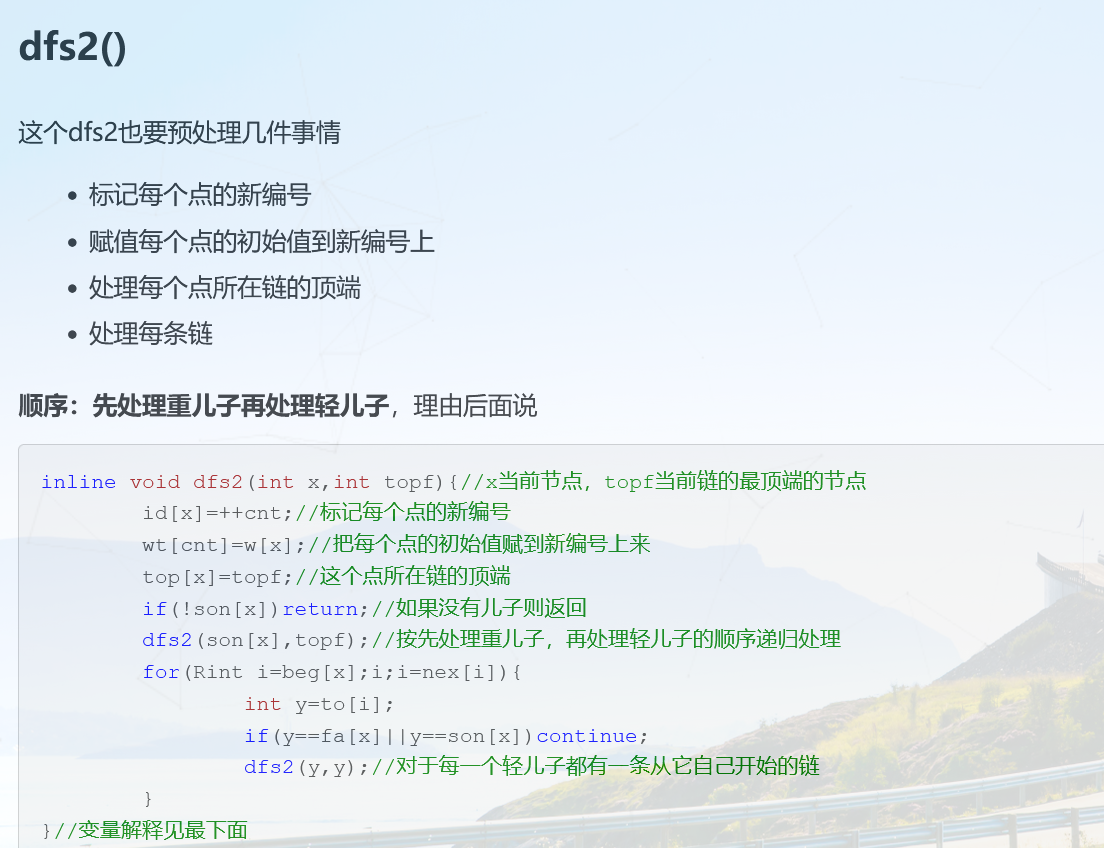 dfs2()
这个dfs2也要预处理几件事情
• 标记每个点的新编号
• 赋值每个点的初始值到新编号上
• 处理每个点所在链的顶端
• 处理每条链
顺序：先处理重儿子再处理轻儿子，理由后面说
inline void dfs2(int x,int topf){//x当前节点，topf当前链的最顶端的节点
id[x]=++cnt;//标记每个点的新编号
wt[cnt]=w[x];//把每个点的初始值赋到新编号上来
top[x]=topf;//这个点所在链的顶端
if(!son[x])return;//如果没有儿子则返回
dfs2(son[x],topf);//按先处理重儿子，再处理轻儿子的顺序递归处理
for(Rint i=beg[x];i;i=nex[i]){
int y=to[i];
if(y==fa[x]||y==son[x])continue;
dfs2(y,y);//对于每一个轻儿子都有一条从它自己开始的链
}
}//变量解释见最下面